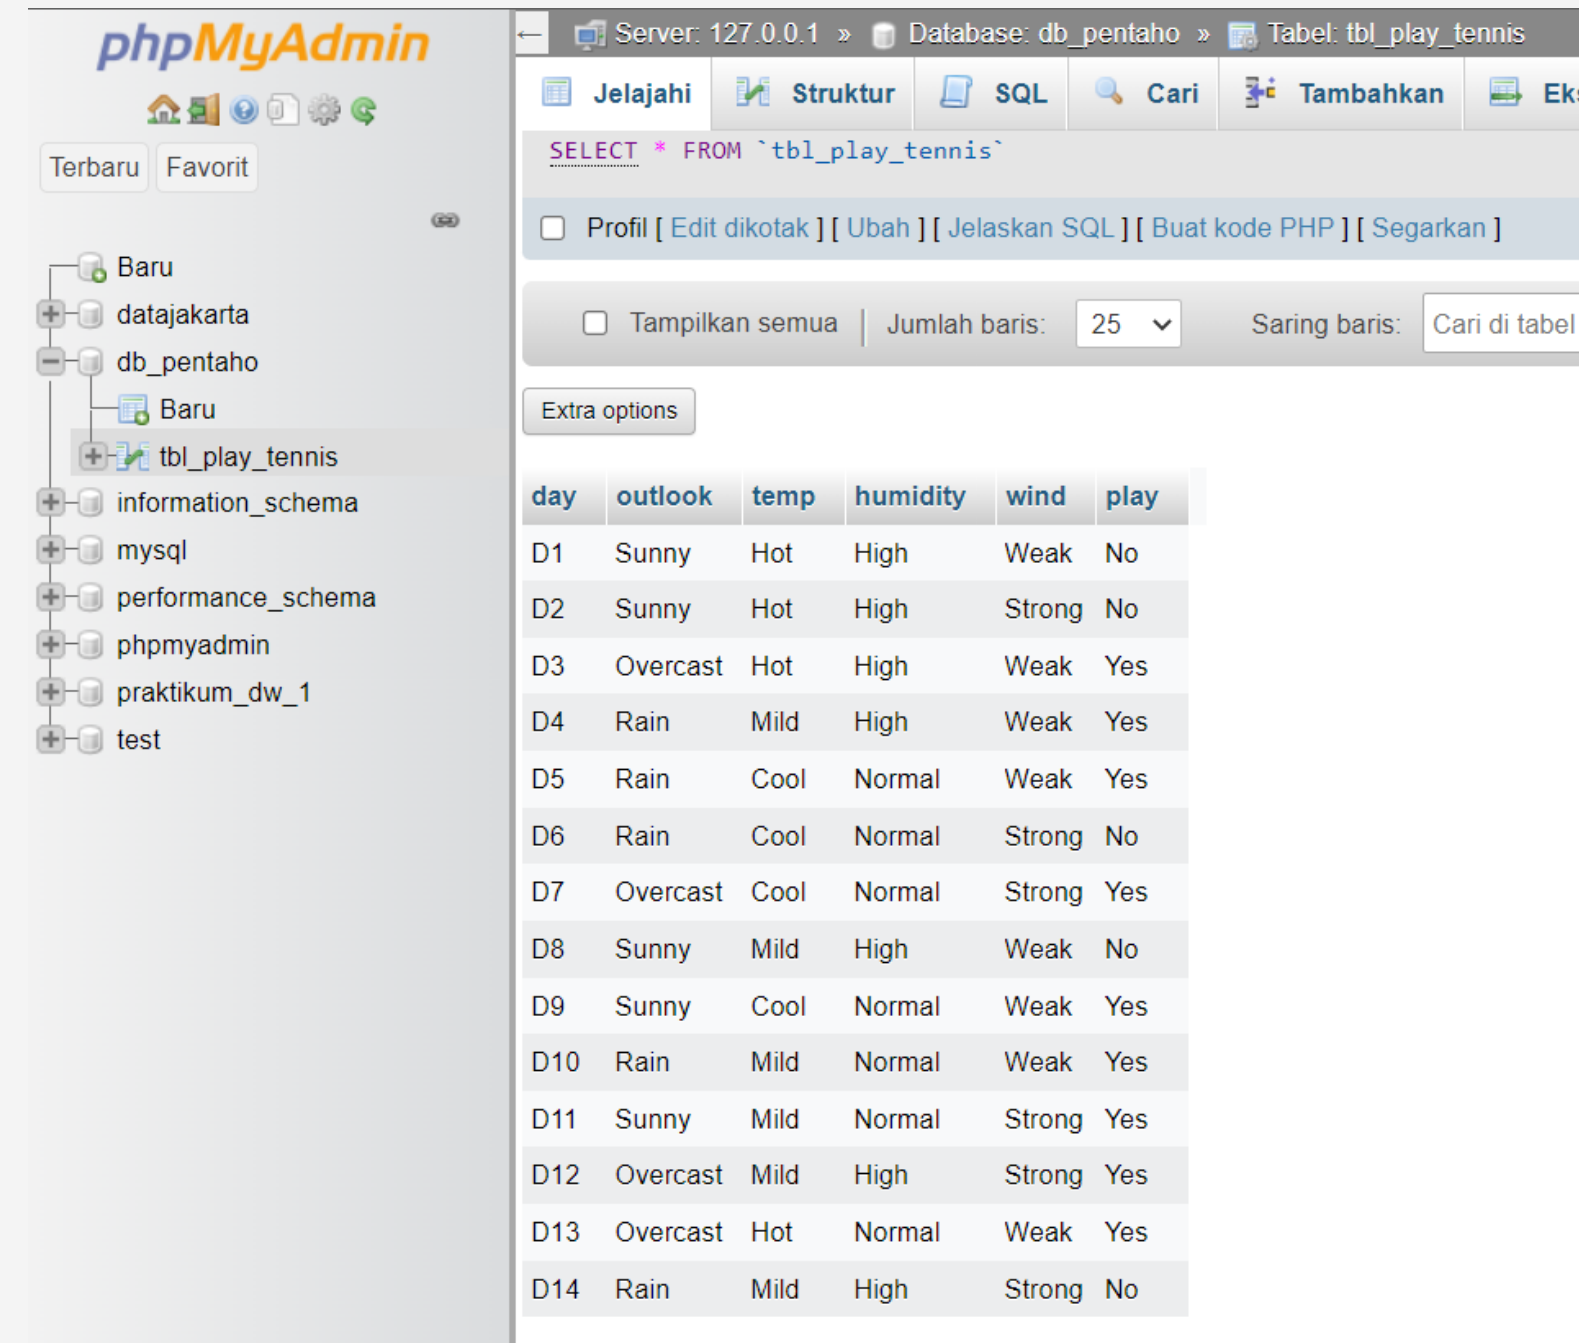 phpMyAdmin
Terbaru Favorit
Baru
datajakarta
db_pentaho
Baru
tbl_play_tennis
information_schema
mysql
performance_schema
phpmyadmin
praktikum_dw_1
test
← Server: 127.0.0.1 » Database: db_pentaho » Tabel: tbl_play_tennis
Jelajahi Struktur SQL Cari Tambahkan Eks
SELECT * FROM `tbl_play_tennis`
Profil [ Edit dikotak ] [ Ubah ] [ Jelaskan SQL ] [ Buat kode PHP ] [ Segarkan ]
Tampilkan semua | Jumlah baris: 25 Saring baris: Cari di tabel
Extra options
day outlook temp humidity wind play
D1 Sunny Hot High Weak No
D2 Sunny Hot High Strong No
D3 Overcast Hot High Weak Yes
D4 Rain Mild High Weak Yes
D5 Rain Cool Normal Weak Yes
D6 Rain Cool Normal Strong No
D7 Overcast Cool Normal Strong Yes
D8 Sunny Mild High Weak No
D9 Sunny Cool Normal Weak Yes
D10 Rain Mild Normal Weak Yes
D11 Sunny Mild Normal Strong Yes
D12 Overcast Mild High Strong Yes
D13 Overcast Hot Normal Weak Yes
D14 Rain Mild High Strong No